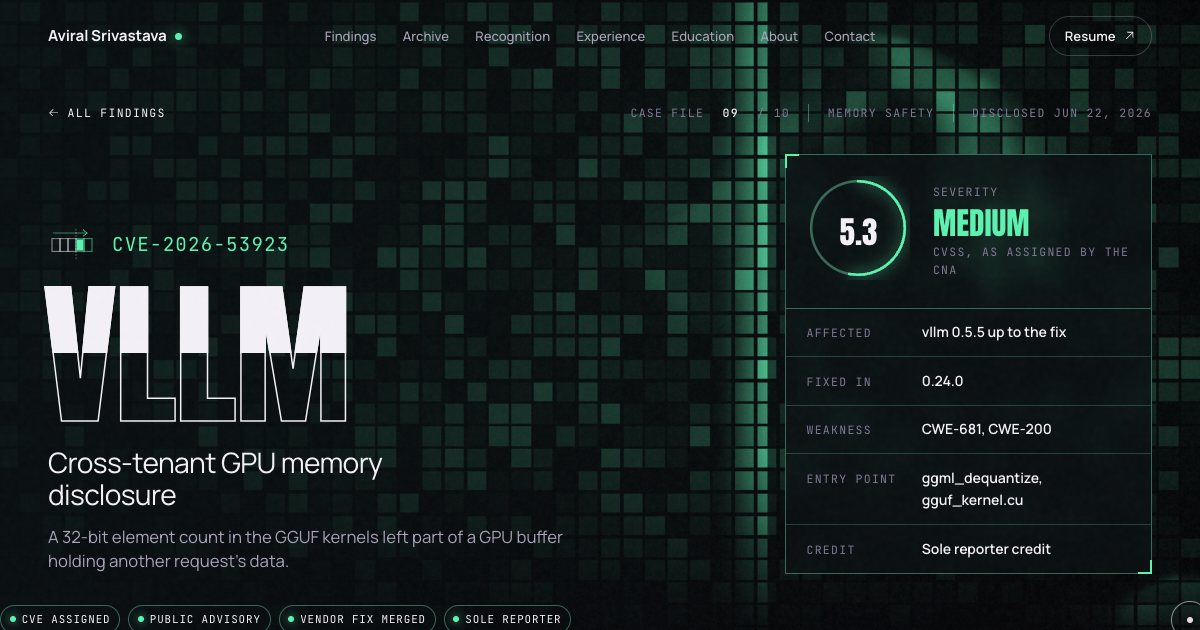 Aviral Srivastava
Findings Archive Recognition Experience Education About Contact
Resume ↗
← ALL FINDINGS
CASE FILE 09 / 10 MEMORY SAFETY DISCLOSED JUN 22, 2026
CVE-2026-53923
VLLM
Cross-tenant GPU memory
disclosure
A 32-bit element count in the GGUF kernels left part of a GPU buffer
holding another request's data.
5.3
SEVERITY
MEDIUM
CVSS, AS ASSIGNED BY THE
CNA
AFFECTED vllm 0.5.5 up to the fix
FIXED IN 0.24.0
WEAKNESS CWE-681, CWE-200
ENTRY POINT ggml_dequantize,
gguf_kernel.cu
CREDIT Sole reporter credit
CVE ASSIGNED PUBLIC ADVISORY VENDOR FIX MERGED SOLE REPORTER